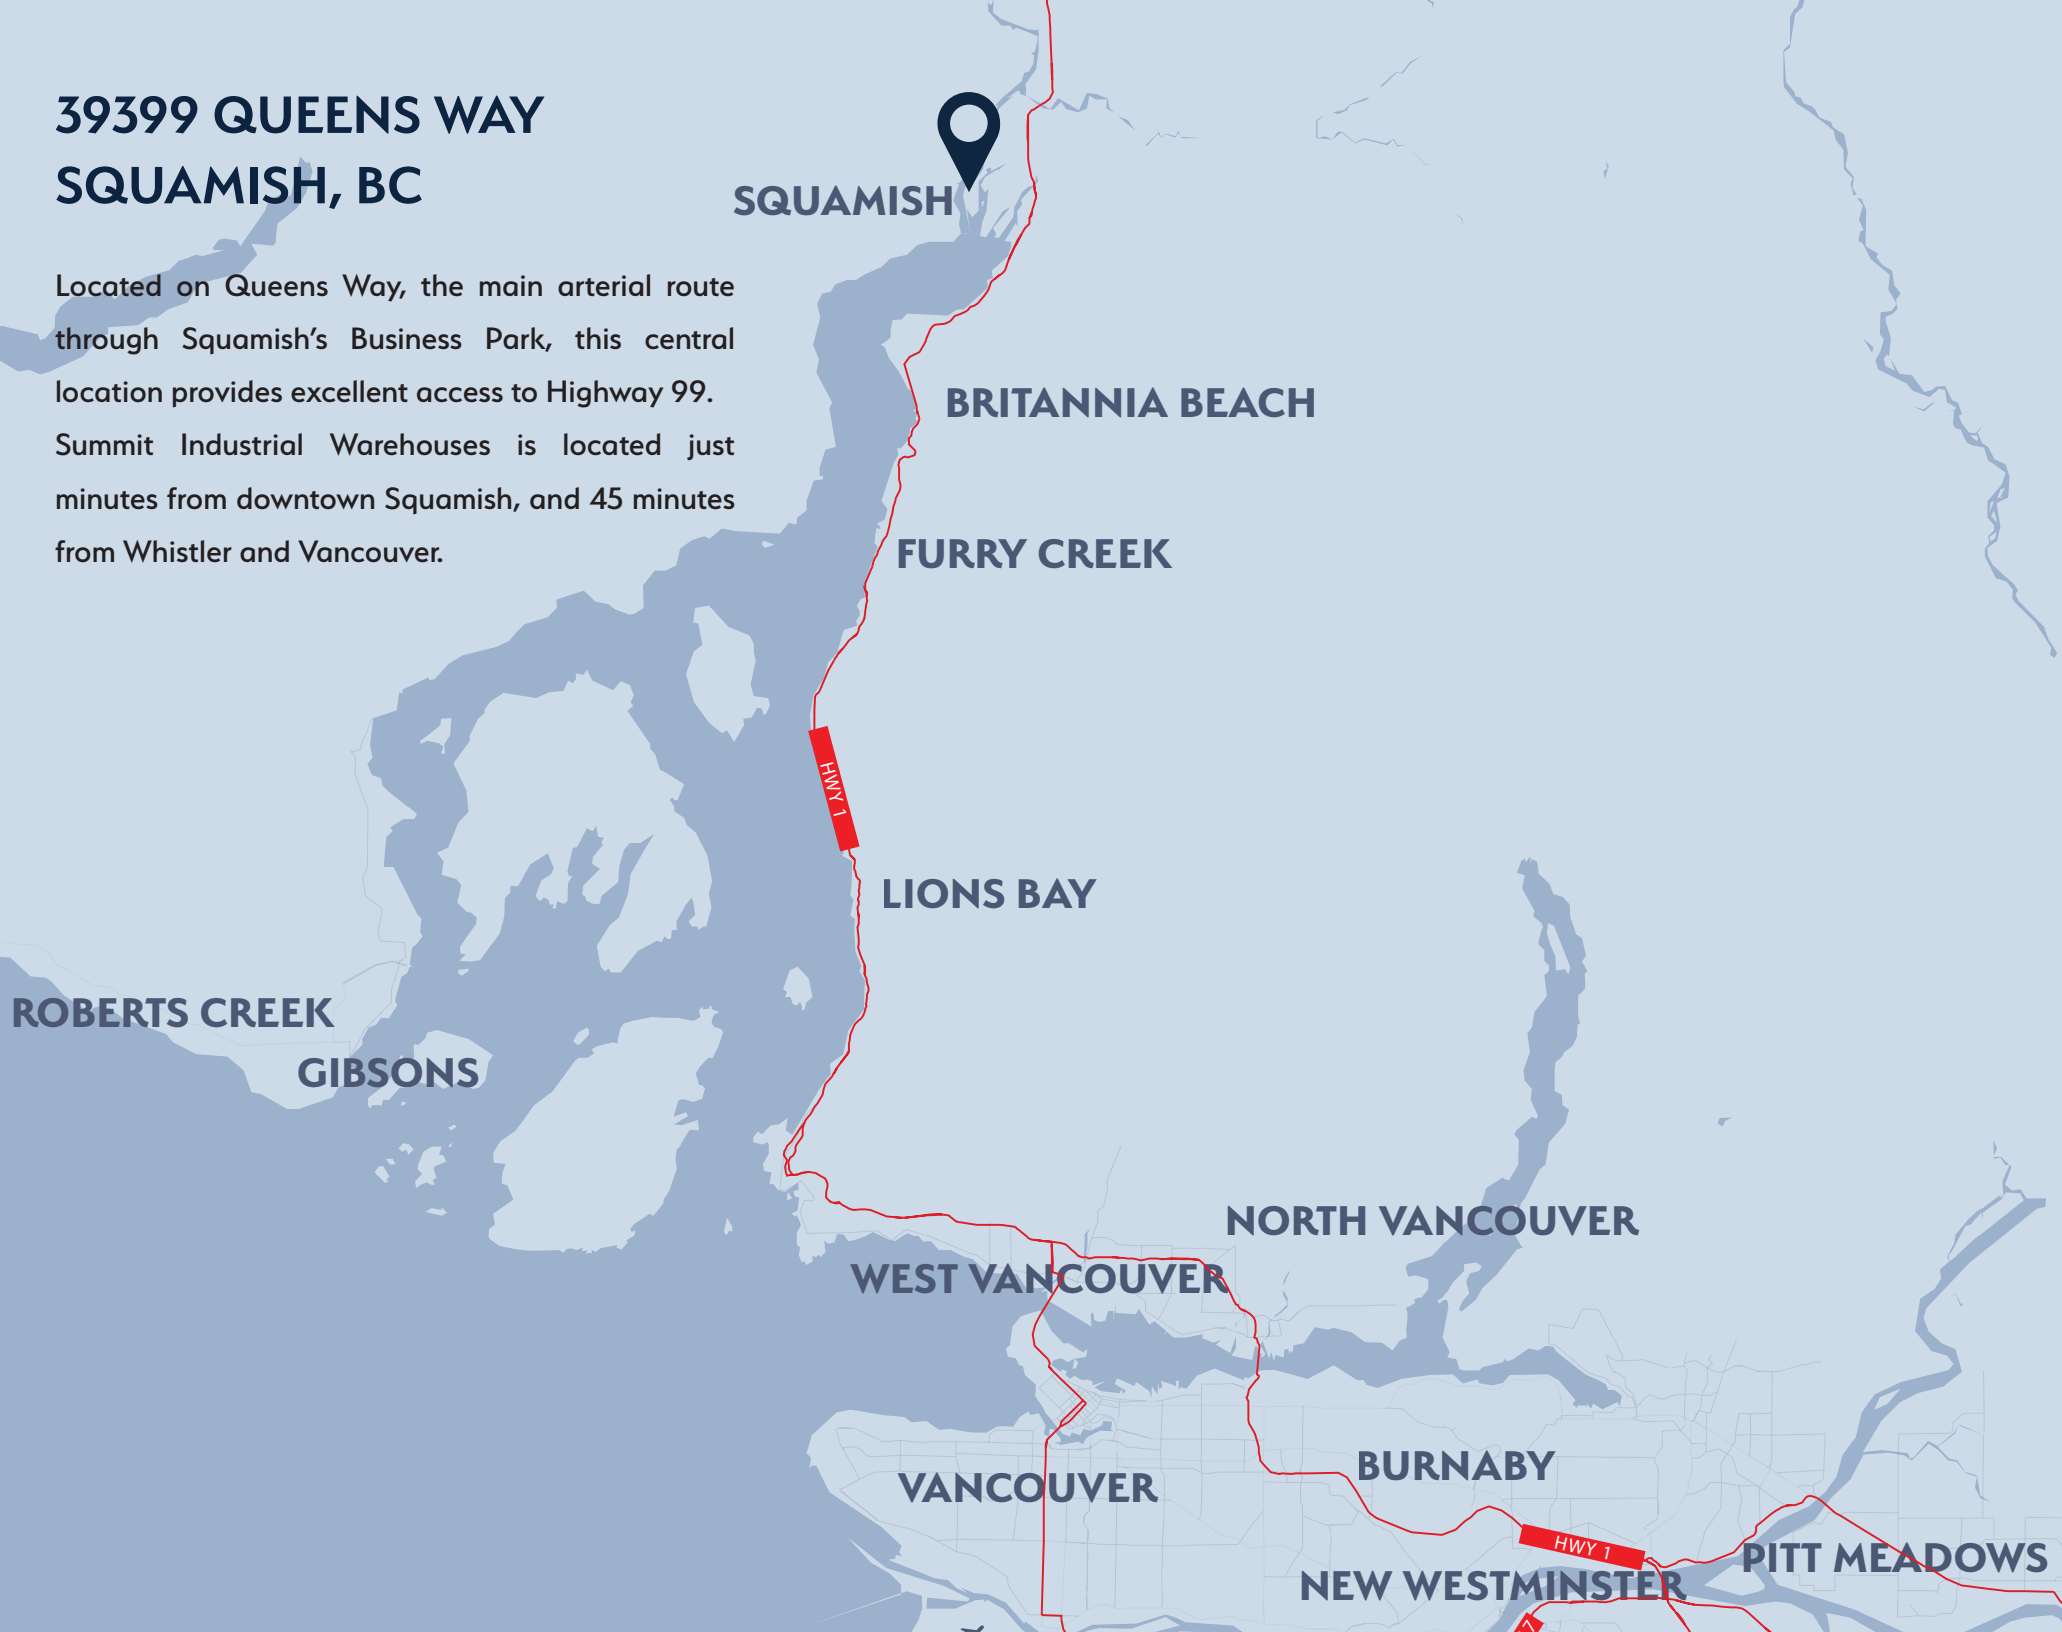 39399 QUEENS WAY
SQUAMISH, BC
Located on Queens Way, the main arterial route
through Squamish’s Business Park, this central
location provides excellent access to Highway 99.
Summit Industrial Warehouses is located just
minutes from downtown Squamish, and 45 minutes
from Whistler and Vancouver.
SQUAMISH
BRITANNIA BEACH
FURRY CREEK
HWY 1
LIONS BAY
ROBERTS CREEK
GIBSONS
NORTH VANCOUVER
WEST VANCOUVER
BURNABY
VANCOUVER
HWY 1
PITT MEADOWS
NEW WESTMINSTER